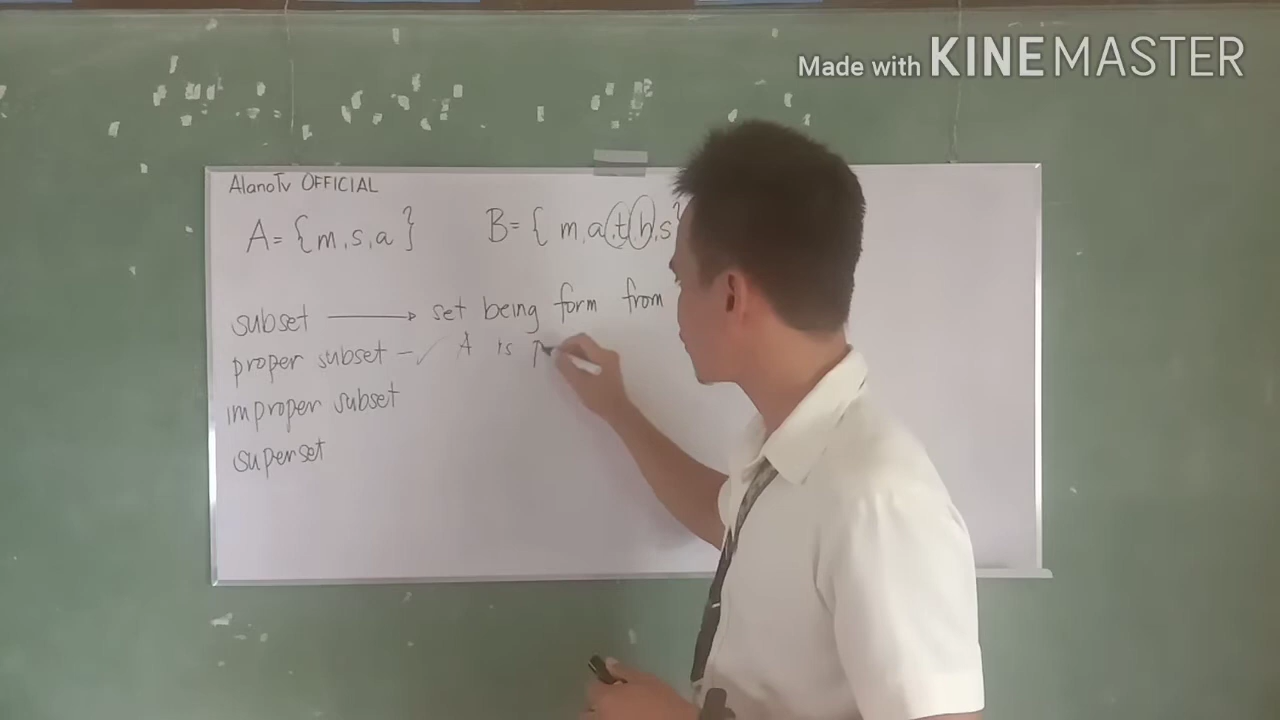 Made with KINEMASTER
AlanoTv OFFICIAL
A = {m, s, a}
B = { m, a, t, h, s}
subset → set being form from
proper subset - ✓ A is p
improper subset
superset